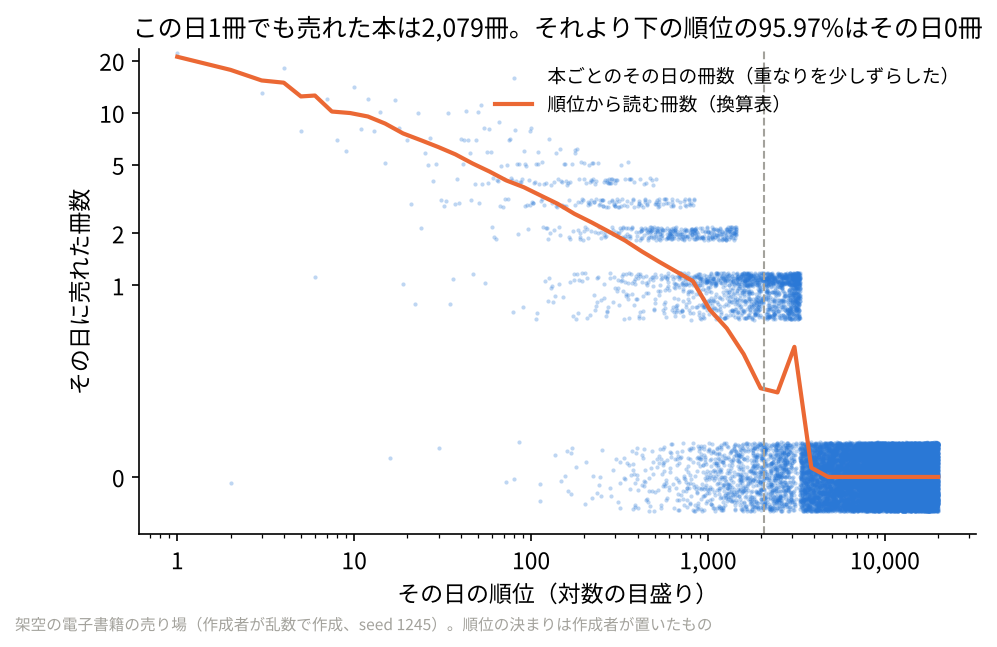 この日1冊でも売れた本は2,079冊。それより下の順位の95.97%はその日0冊
本ごとのその日の冊数（重なりを少しずらした）
順位から読む冊数（換算表）
その日に売れた冊数
20
10
5
2
1
0
1
10
100
1,000
10,000
その日の順位（対数の目盛り）
架空の電子書籍の売り場（作成者が乱数で作成、seed 1245）。順位の決まりは作成者が置いたもの